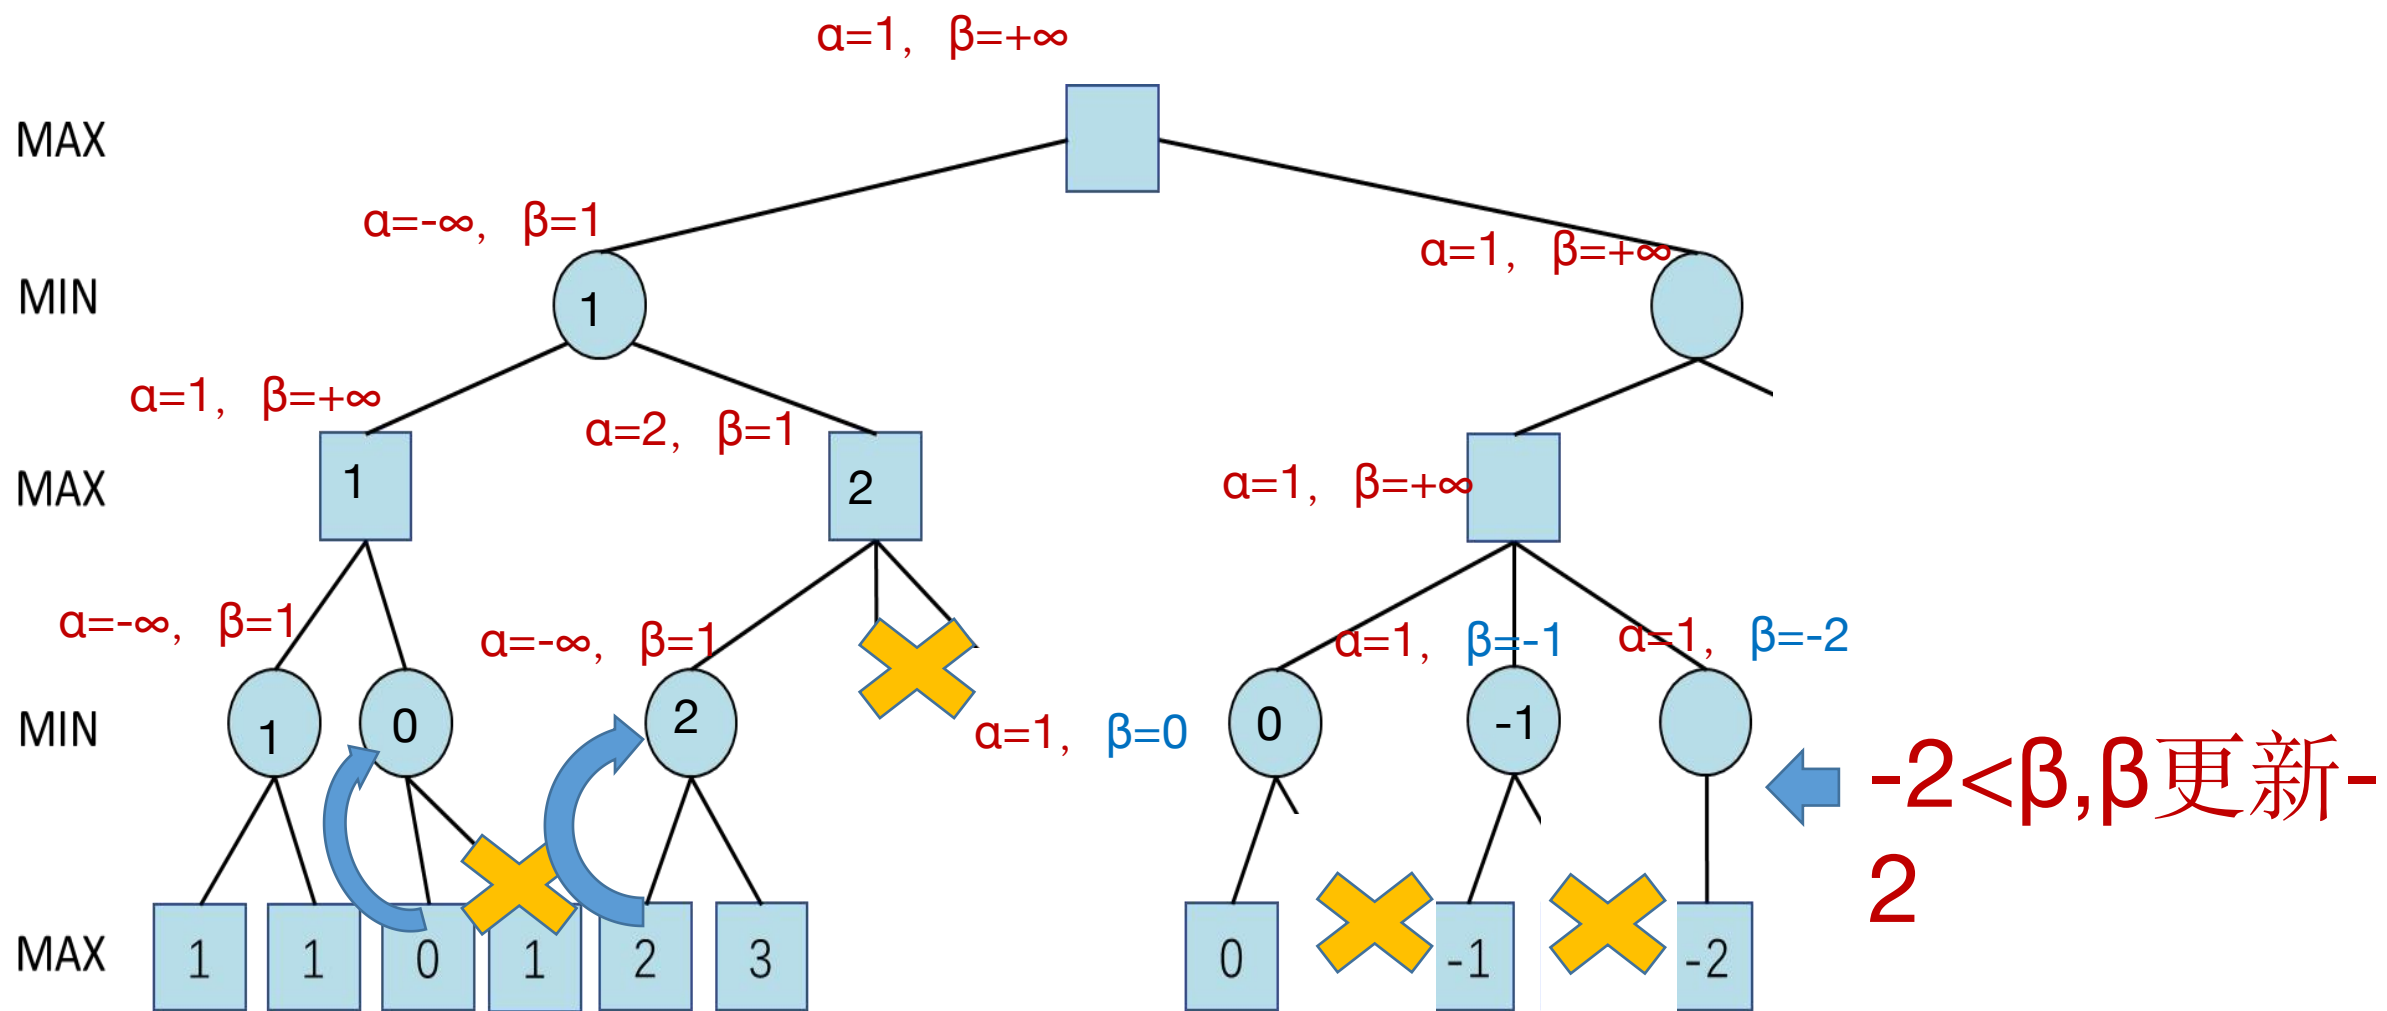 α=1, β=+∞
MAX
α=-∞, β=1
α=1, β=+∞
MIN
1
α=1, β=+∞
α=2, β=1
MAX
1
2
α=1, β=+∞
α=-∞, β=1
α=-∞, β=1
α=1, β=-1
α=1, β=-2
MIN
1
0
2
α=1, β=0
0
-1
-2<β,β更新-
2
MAX
1
1
0
1
2
3
0
-1
-2